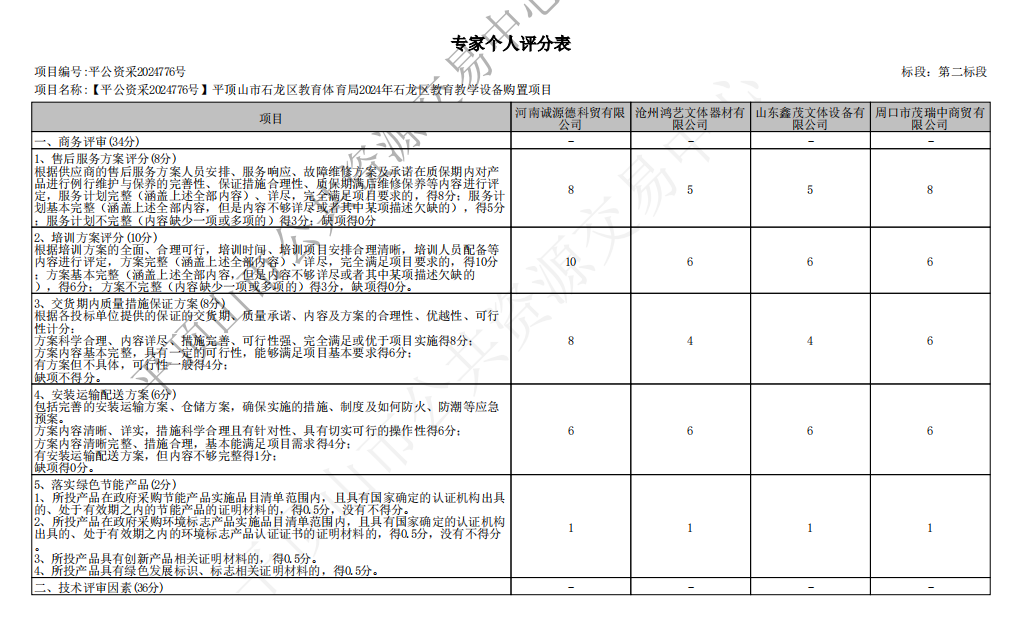 专家个人评分表
项目编号:平公资采2024776号
标段：第二标段
项目名称:【平公资采2024776号】平顶山市石龙区教育体育局2024年石龙区教育教学设备购置项目
项目
河南诚源德科贸有限
公司
沧州鸿艺文体器材有
限公司
山东鑫茂文体设备有
限公司
周口市茂瑞中商贸有
限公司
一、商务评审(34分)
-
-
-
-
1、售后服务方案评分(8分)
根据供应商的售后服务方案人员安排、服务响应、故障维修方案及承诺在质保期内对产
品进行例行维护与保养的完善性、保证措施合理性、质保期满后维修保养等内容进行评
定，服务计划完整（涵盖上述全部内容）、详尽，完全满足项目要求的，得8分；服务计
划基本完整（涵盖上述全部内容，但是内容不够详尽或者其中某项描述欠缺的），得5分
；服务计划不完整（内容缺少一项或多项的）得3分；缺项得0分
8
5
5
8
2、培训方案评分(10分)
根据培训方案的全面、合理可行，培训时间、培训项目安排合理清晰，培训人员配备等
内容进行评定，方案完整（涵盖上述全部内容）、详尽，完全满足项目要求的，得10分
；方案基本完整（涵盖上述全部内容,但是内容不够详尽或者其中某项描述欠缺的
），得6分；方案不完整（内容缺少一项或多项的）得3分，缺项得0分。
10
6
6
6
3、交货期内质量措施保证方案(8分)
根据各投标单位提供的保证的交货期、质量承诺、内容及方案的合理性、优越性、可行
性计分：
方案科学合理、内容详尽、措施完善、可行性强、完全满足或优于项目实施得8分；
方案内容基本完整，具有一定的可行性，能够满足项目基本要求得6分；
有方案但不具体，可行性一般得4分；
缺项不得分。
8
4
4
6
4、安装运输配送方案(6分)
包括完善的安装运输方案、仓储方案，确保实施的措施、制度及如何防火、防潮等应急
预案。
方案内容清晰、详实，措施科学合理且有针对性、具有切实可行的操作性得6分；
方案内容清晰完整、措施合理，基本能满足项目需求得4分；
有安装运输配送方案，但内容不够完整得1分；
缺项得0分。
6
6
6
6
5、落实绿色节能产品(2分)
1、所投产品在政府采购节能产品实施品目清单范围内，且具有国家确定的认证机构出具
的、处于有效期之内的节能产品的证明材料的，得0.5分，没有不得分。
2、所投产品在政府采购环境标志产品实施品目清单范围内，且具有国家确定的认证机构
出具的、处于有效期之内的环境标志产品认证证书的证明材料的，得0.5分，没有不得分
。
3、所投产品具有创新产品相关证明材料的，得0.5分。
4、所投产品具有绿色发展标识、标志相关证明材料的，得0.5分。
1
1
1
1
二、技术评审因素(36分)
-
-
-
-
平顶山市公共资源交易中心
平顶山市公共资源交易中心